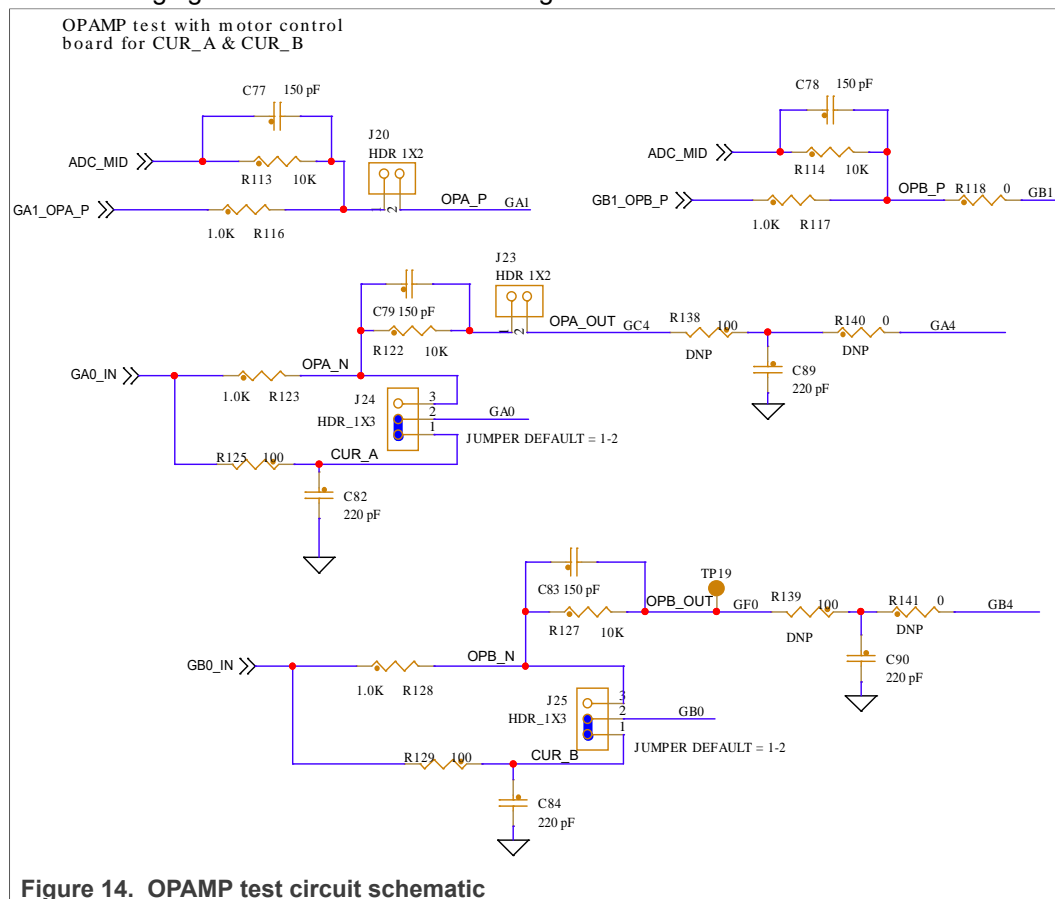 OPAMP test with motor control
board for CUR_A & CUR_B
C77 150 pF
ADC_MID
R113 10K
J20
HDR 1X2
GA1_OPA_P
1.0K R116
1 2
OPA_P GA1
C78 150 pF
ADC_MID
R114 10K
GB1_OPB_P
1.0K R117
OPB_P R118 0 GB1
J23
HDR 1X2
C79 150 pF
R122 10K
1 2
OPA_OUT GC4
R138 100
DNP
R140 0
DNP
GA4
C89
220 pF
GA0_IN
OPA_N
1.0K R123
J24
HDR_1X3
3
2
1
GA0
JUMPER DEFAULT = 1-2
R125 100
CUR_A
C82
220 pF
C83 150 pF
R127 10K
OPB_OUT
TP19
GF0
R139 100
DNP
R141 0
DNP
GB4
C90
220 pF
GB0_IN
OPB_N
1.0K R128
J25
HDR_1X3
3
2
1
GB0
JUMPER DEFAULT = 1-2
R129 100
CUR_B
C84
220 pF
Figure 14. OPAMP test circuit schematic